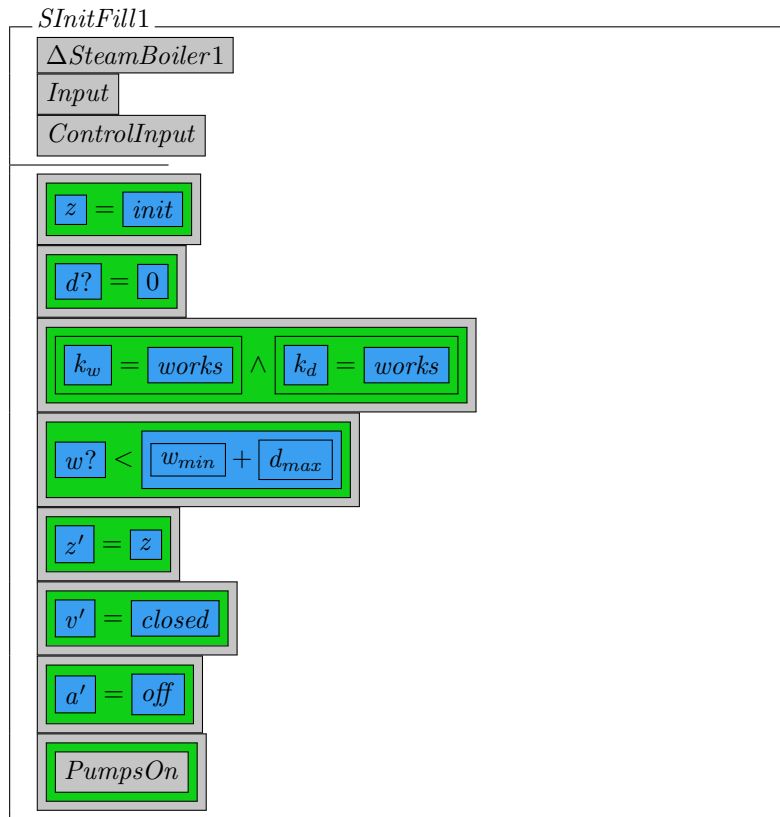 SInitFill1
ΔSteamBoiler1
Input
ControlInput
z = init
d? = 0
k_w = works ∧ k_d = works
w? < w_min + d_max
z′ = z
v′ = closed
a′ = off
PumpsOn